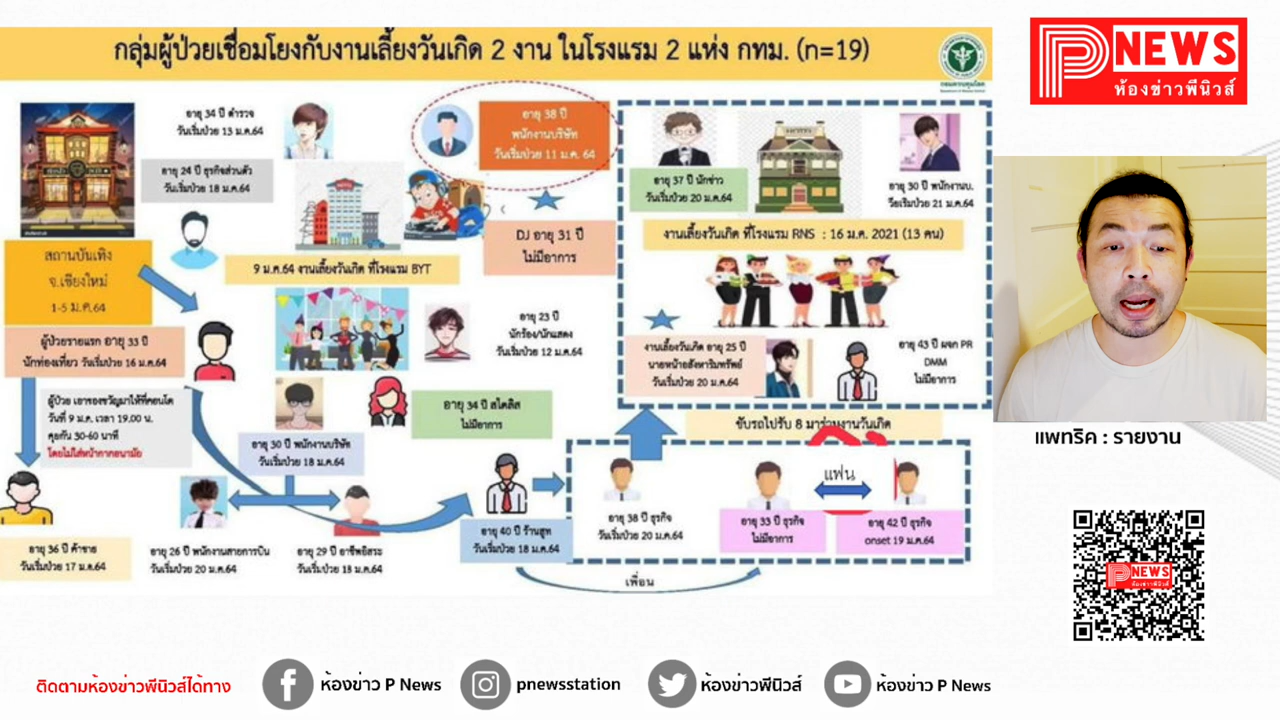 กลุ่มผู้ป่วยเชื่อมโยงกับงานเลี้ยงวันเกิด 2 งาน ในโรงแรม 2 แห่ง กทม. (n=19)
P NEWS
ห้องข่าวพีนิวส์
อายุ 34 ปี ตำรวจ
วันเริ่มป่วย 13 ม.ค.64
อายุ 38 ปี
พนักงานบริษัท
วันเริ่มป่วย 11 ม.ค. 64
อายุ 24 ปี ธุรกิจส่วนตัว
วันเริ่มป่วย 18 ม.ค.64
HOTEL
อายุ 37 ปี นักข่าว
วันเริ่มป่วย 20 ม.ค.64
อายุ 30 ปี พนักงานบ.
วันเริ่มป่วย 21 ม.ค.64
DJ อายุ 31 ปี
ไม่มีอาการ
งานเลี้ยงวันเกิด ที่โรงแรม RNS : 16 ม.ค. 2021 (13 คน)
สถานบันเทิง
จ.เชียงใหม่
1-5 ม.ค.64
9 ม.ค.64 งานเลี้ยงวันเกิด ที่โรงแรม BYT
ผู้ป่วยรายแรก อายุ 33 ปี
นักท่องเที่ยว วันเริ่มป่วย 16 ม.ค.64
อายุ 23 ปี
นักร้อง/นักแสดง
วันเริ่มป่วย 12 ม.ค.64
งานเลี้ยงวันเกิด อายุ 25 ปี
นายหน้าอสังหาริมทรัพย์
วันเริ่มป่วย 20 ม.ค.64
อายุ 43 ปี ผจก PR
DMM
ไม่มีอาการ
ผู้ป่วย เอาของขวัญมาให้ที่คอนโด
วันที่ 9 ม.ค. เวลา 19.00 น.
คุยกัน 30-60 นาที
โดยไม่ใส่หน้ากากอนามัย
อายุ 34 ปี สไตลิส
ไม่มีอาการ
ขับรถไปรับ 8 มาร่วมงานวันเกิด
อายุ 30 ปี พนักงานบริษัท
วันเริ่มป่วย 18 ม.ค.64
แฟน
อายุ 38 ปี ธุรกิจ
วันเริ่มป่วย 20 ม.ค.64
อายุ 33 ปี ธุรกิจ
ไม่มีอาการ
อายุ 42 ปี ธุรกิจ
onset 19 ม.ค.64
อายุ 40 ปี ร้านสูท
วันเริ่มป่วย 18 ม.ค.64
อายุ 36 ปี ค้าขาย
วันเริ่มป่วย 17 ม.ค.64
อายุ 26 ปี พนักงานสายการบิน
วันเริ่มป่วย 20 ม.ค.64
อายุ 29 ปี อาชีพอิสระ
วันเริ่มป่วย 18 ม.ค.64
เพื่อน
แพทริค : รายงาน
P NEWS
ห้องข่าวพีนิวส์
ติดตามห้องข่าวพีนิวส์ได้ทาง
ห้องข่าว P News
pnewsstation
ห้องข่าวพีนิวส์
ห้องข่าว P News